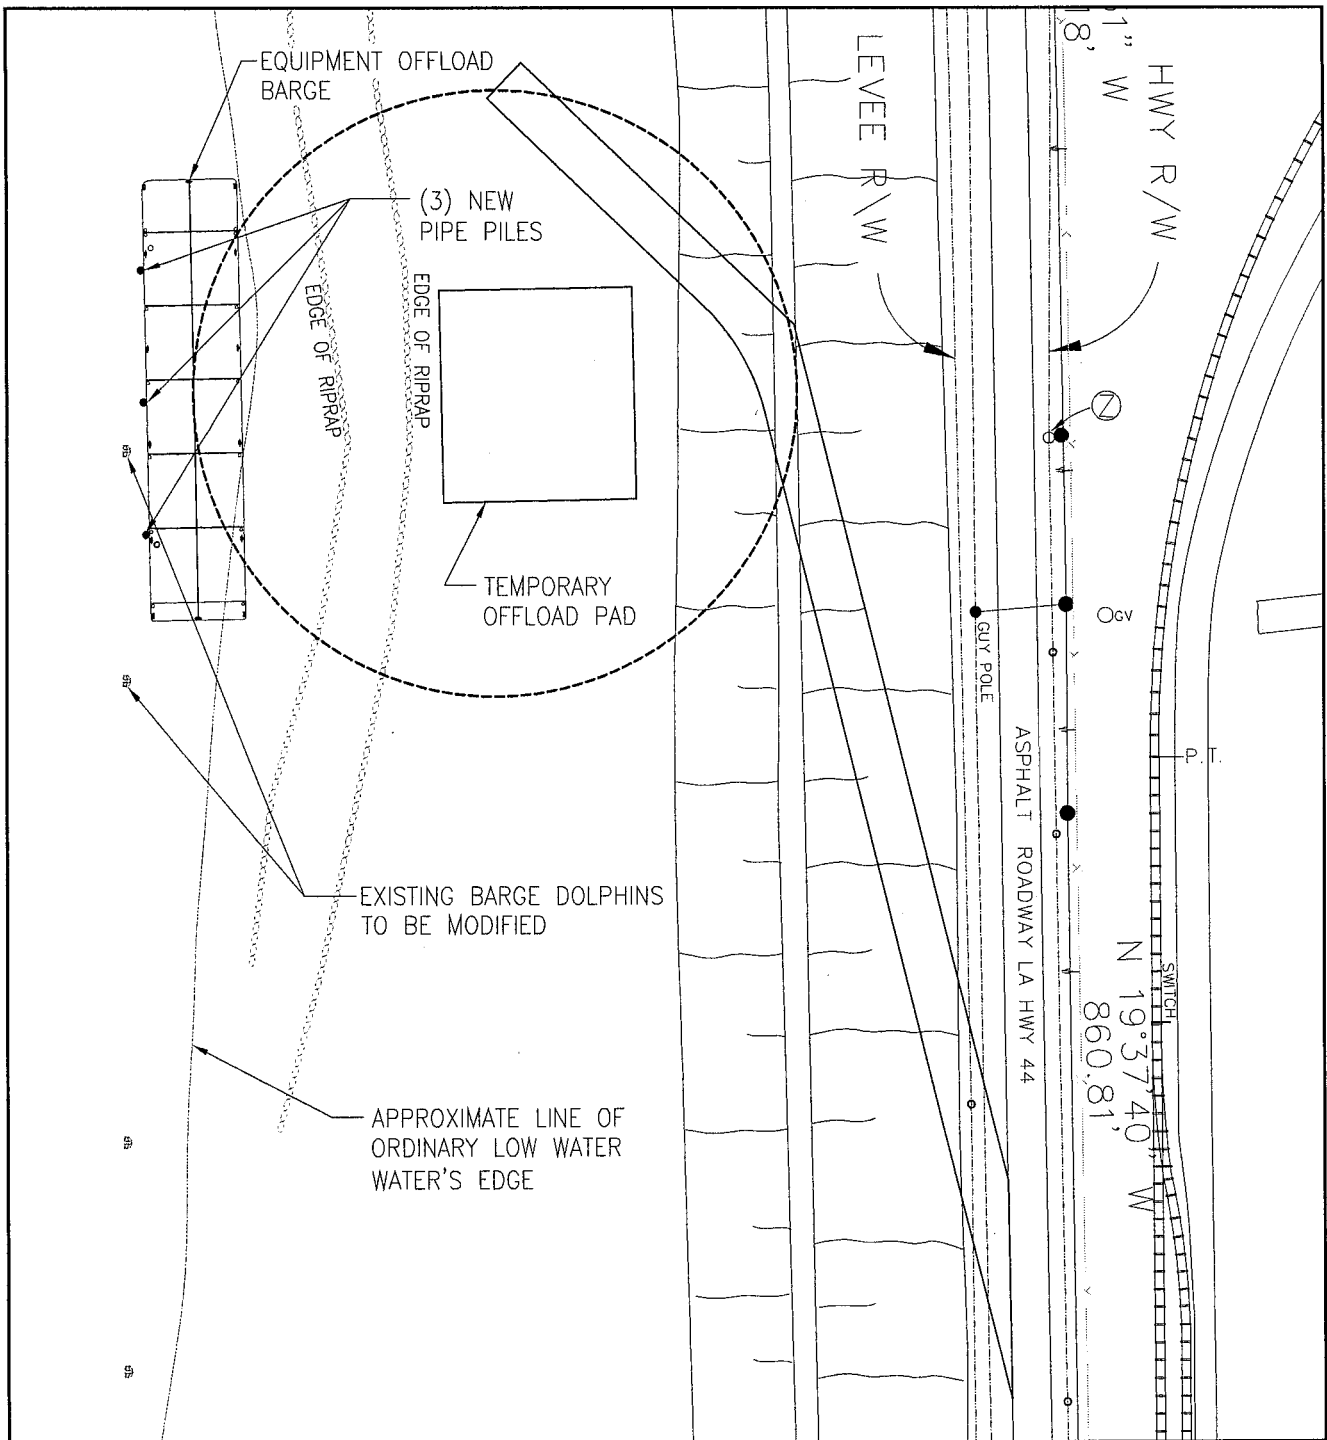 EQUIPMENT OFFLOAD
BARGE
(3) NEW
PIPE PILES
EDGE OF RIPRAP
EDGE OF RIPRAP
TEMPORARY
OFFLOAD PAD
EXISTING BARGE DOLPHINS
TO BE MODIFIED
APPROXIMATE LINE OF
ORDINARY LOW WATER
WATER'S EDGE
LEVEE R\W
HWY R/W
1" W
18'
N
GV
GUY POLE
ASPHALT ROADWAY LA HWY 44
P.T.
SWITCH
N 19°37'40" W
860.81'